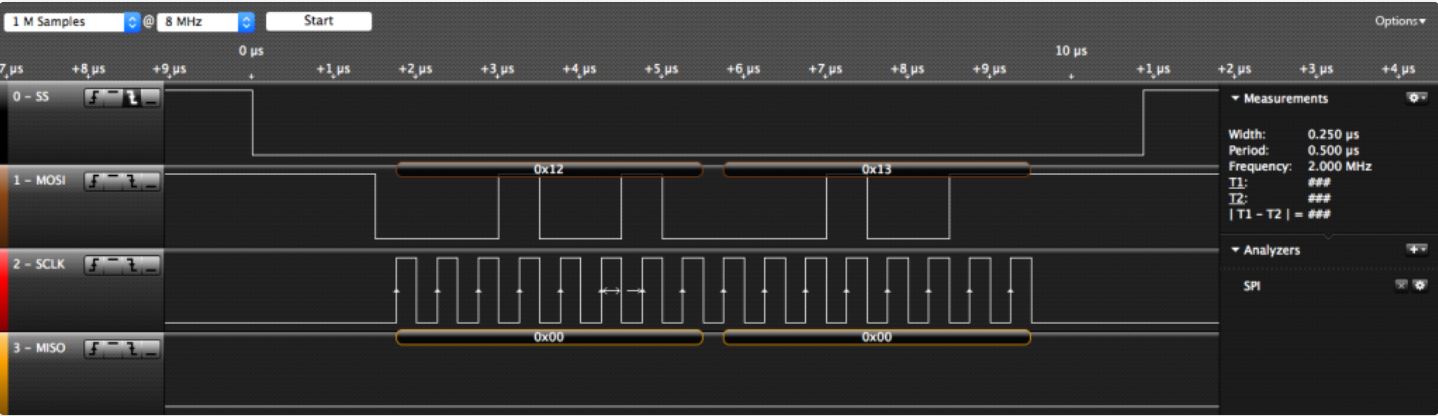 1 M Samples @ 8 MHz Start Options
0 µs 10 µs
7 µs +8 µs +9 µs +1 µs +2 µs +3 µs +4 µs +5 µs +6 µs +7 µs +8 µs +9 µs +1 µs +2 µs +3 µs +4 µs
0 - SS
Measurements
Width: 0.250 µs
Period: 0.500 µs
Frequency: 2.000 MHz
T1: ###
T2: ###
| T1 - T2 | = ###
1 - MOSI
0x12 0x13
2 - SCLK
Analyzers
SPI
3 - MISO
0x00 0x00